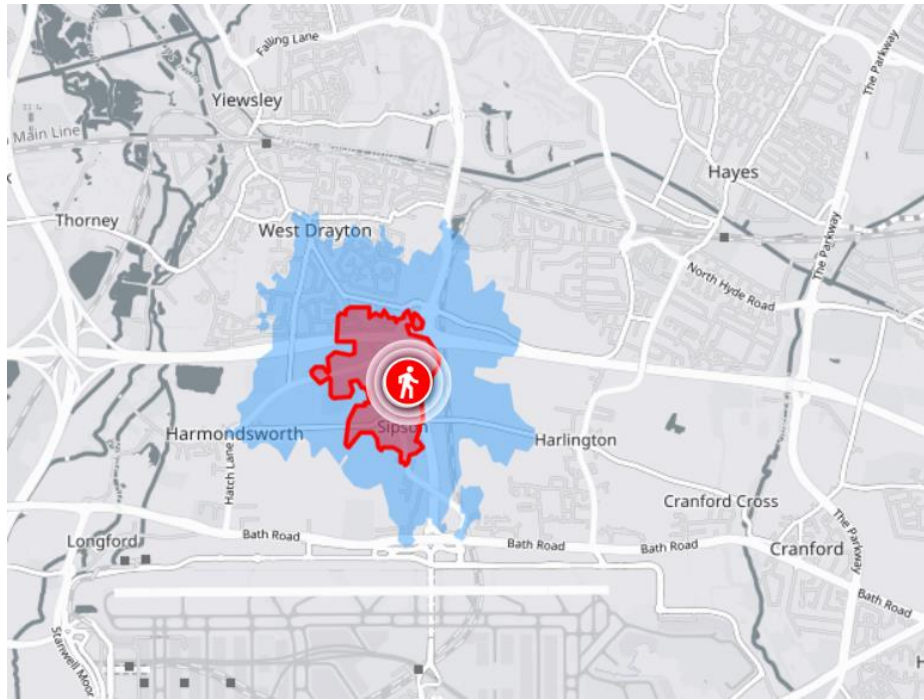 Falling Lane
The Parkway
Yiewsley
Main Line
Hayes
Thorney
West Drayton
The Parkway
North Hyde Road
Harmondsworth
Sipson
Harlington
Hatch Lane
Cranford Cross
Longford
Bath Road
Bath Road
Bath Road
Cranford
The Parkway
Bath Road
Stanwell Moor